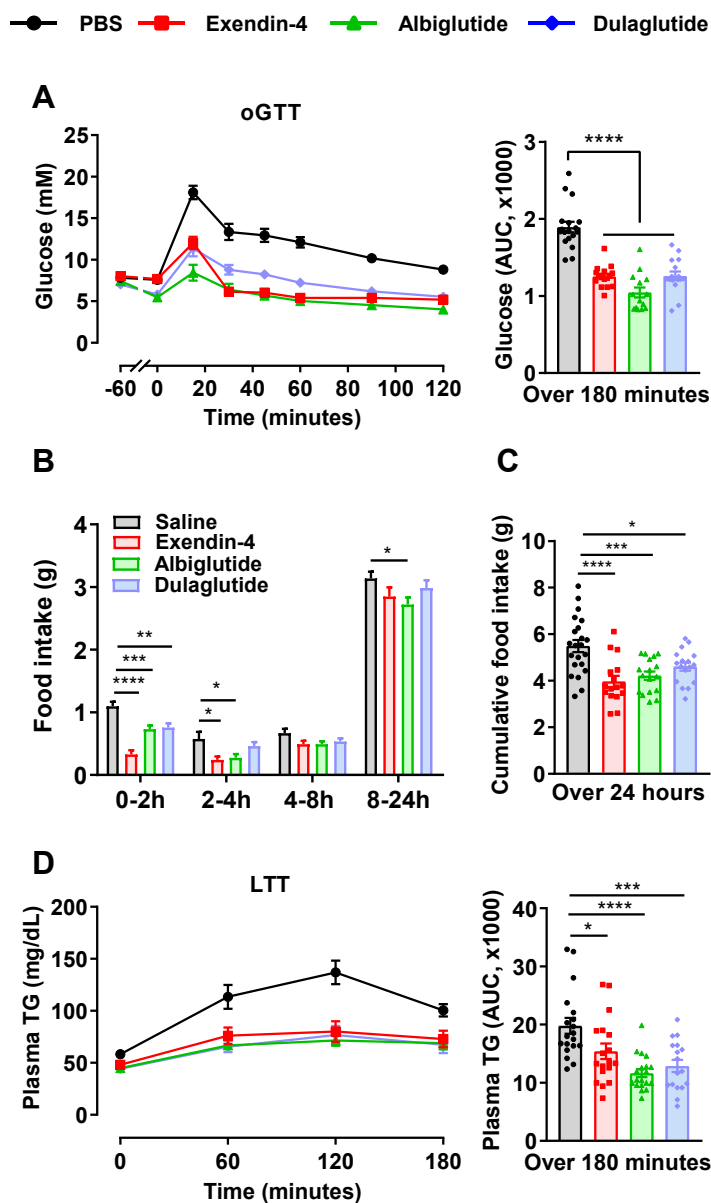 PBS Exendin-4 Albiglutide Dulaglutide
A
oGTT
Glucose (mM)
25
20
15
10
5
0
-60 0 20 40 60 80 100 120
Time (minutes)
Glucose (AUC, x1000)
3
2
1
0
****
Over 180 minutes
B
Food intake (g)
4
3
2
1
0
Saline
Exendin-4
Albiglutide
Dulaglutide
**
***
****
*
*
*
0-2h 2-4h 4-8h 8-24h
C
Cumulative food intake (g)
10
8
6
4
2
0
*
***
****
Over 24 hours
D
LTT
Plasma TG (mg/dL)
200
150
100
50
0
0 60 120 180
Time (minutes)
Plasma TG (AUC, x1000)
40
30
20
10
0
***
****
*
Over 180 minutes